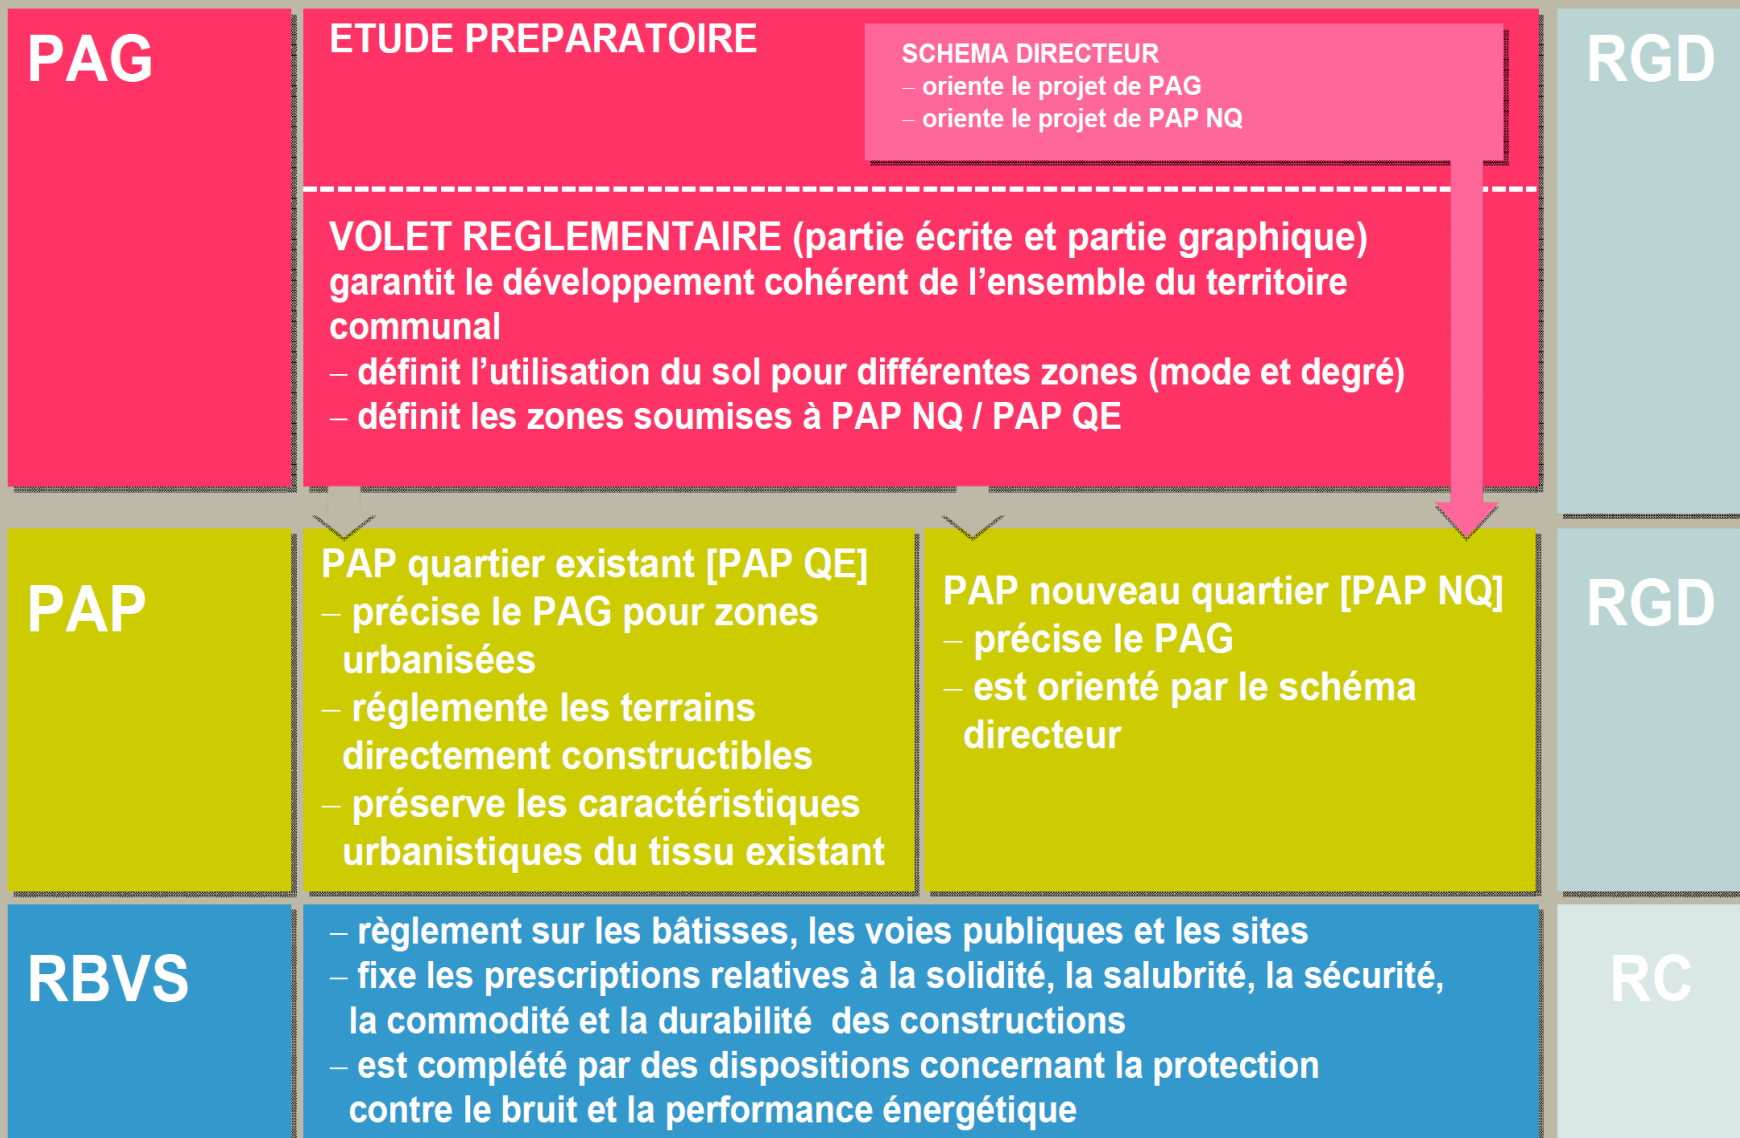 PAG
ETUDE PREPARATOIRE
SCHEMA DIRECTEUR
– oriente le projet de PAG
– oriente le projet de PAP NQ
RGD
VOLET REGLEMENTAIRE (partie écrite et partie graphique)
garantit le développement cohérent de l’ensemble du territoire
communal
– définit l’utilisation du sol pour différentes zones (mode et degré)
– définit les zones soumises à PAP NQ / PAP QE
PAP
PAP quartier existant [PAP QE]
– précise le PAG pour zones
urbanisées
– réglemente les terrains
directement constructibles
– préserve les caractéristiques
urbanistiques du tissu existant
PAP nouveau quartier [PAP NQ]
– précise le PAG
– est orienté par le schéma
directeur
RGD
RBVS
– règlement sur les bâtisses, les voies publiques et les sites
– fixe les prescriptions relatives à la solidité, la salubrité, la sécurité,
la commodité et la durabilité des constructions
– est complété par des dispositions concernant la protection
contre le bruit et la performance énergétique
RC